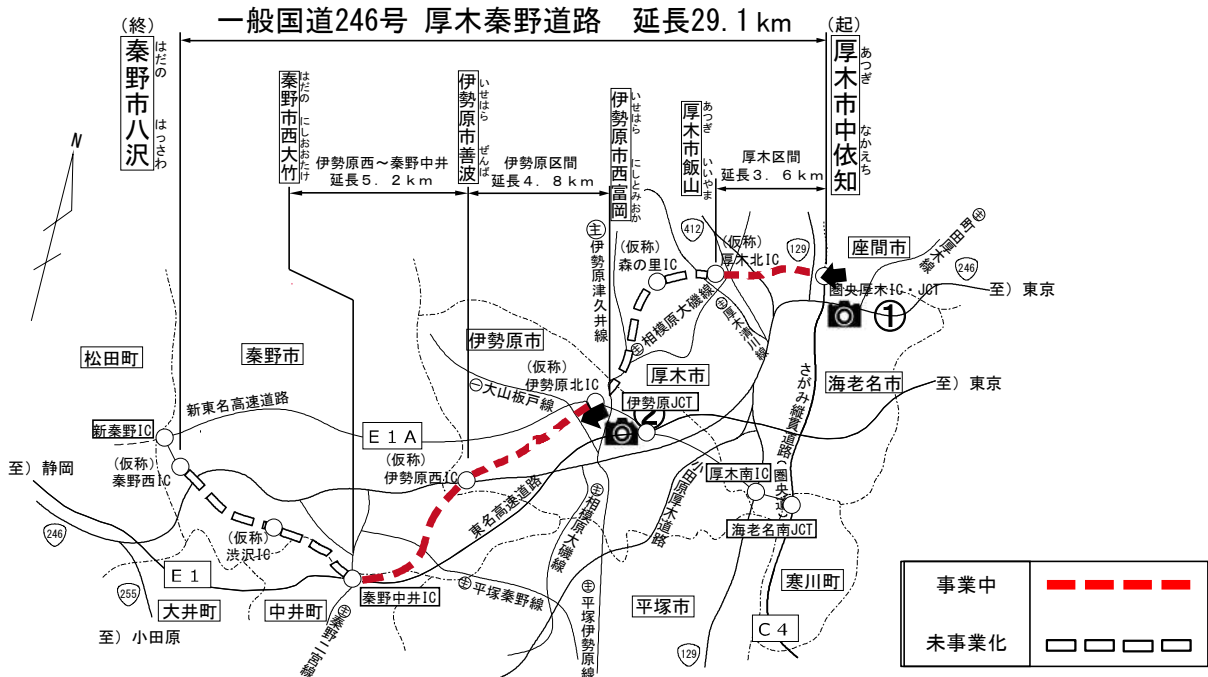 一般国道246号 厚木秦野道路 延長29.1km
(終)
秦野市八沢
はだの
はっさわ
(起)
厚木市中依知
あつぎ
なかえち
秦野市西大竹
はだの
にしおおたけ
伊勢原市善波
いせはら
ぜんば
伊勢原市西富岡
いせはら
にしとみおか
厚木市飯山
あつぎ
いいやま
伊勢原西~秦野中井
延長5.2km
伊勢原区間
延長4.8km
厚木区間
延長3.6km
N
412
129
246
(仮称)
森の里IC
(仮称)
厚木北IC
座間市
主 町田厚木線
圏央厚木IC・JCT
至)東京
①
主 伊勢原津久井線
主 相模原大磯線
主 厚木清川線
松田町
秦野市
伊勢原市
厚木市
海老名市
至)東京
(仮称)
伊勢原北IC
伊勢原JCT
②
一 大山板戸線
新東名高速道路
E1A
新秦野IC
(仮称)
秦野西IC
至)静岡
(仮称)
伊勢原西IC
東名高速道路
小田原厚木道路
さがみ縦貫道路(圏央道)
厚木南IC
海老名南JCT
主 相模原大磯線
246
(仮称)
渋沢IC
E1
255
大井町
中井町
秦野中井IC
主 平塚秦野線
主 秦野二宮線
主 平塚伊勢原線
平塚市
寒川町
C4
129
至)小田原
事業中
未事業化